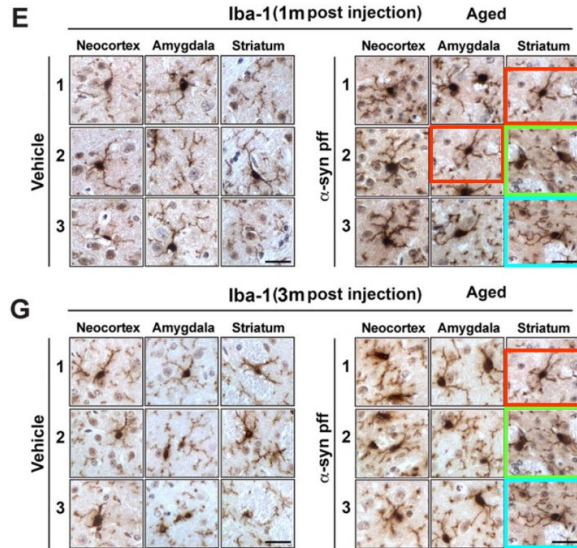 E
Iba-1(1m post injection) Aged
Neocortex Amygdala Striatum Neocortex Amygdala Striatum
Vehicle
1
2
3
α-syn pff
1
2
3
G
Iba-1(3m post injection) Aged
Neocortex Amygdala Striatum Neocortex Amygdala Striatum
Vehicle
1
2
3
α-syn pff
1
2
3